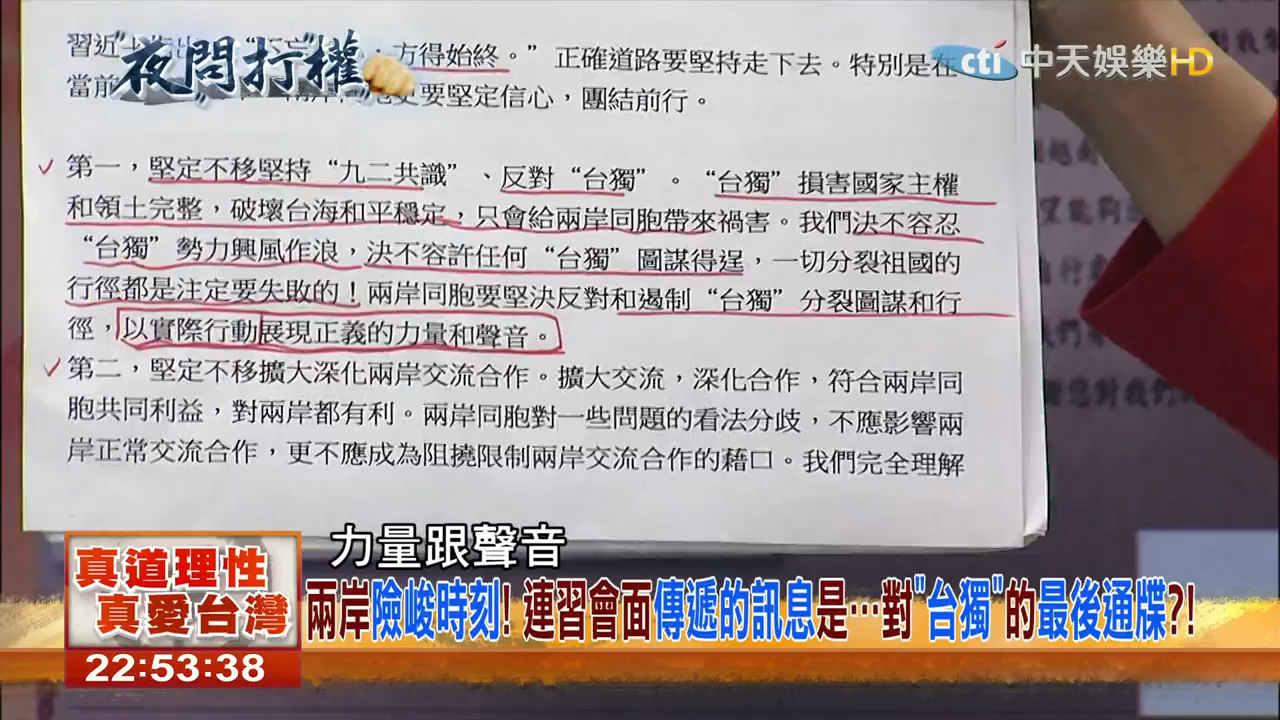 "夜問打權"
cti 中天娛樂HD
方得始終。” 正確道路要堅持走下去。特別是在
當前
要堅定信心，團結前行。
第一，堅定不移堅持“九二共識”、反對“台獨”。“台獨”損害國家主權
和領土完整，破壞台海和平穩定，只會給兩岸同胞帶來禍害。我們決不容忍
“台獨”勢力興風作浪，決不容許任何“台獨”圖謀得逞，一切分裂祖國的
行徑都是注定要失敗的！兩岸同胞要堅決反對和遏制“台獨”分裂圖謀和行
徑，以實際行動展現正義的力量和聲音。
第二，堅定不移擴大深化兩岸交流合作。擴大交流，深化合作，符合兩岸同
胞共同利益，對兩岸都有利。兩岸同胞對一些問題的看法分歧，不應影響兩
岸正常交流合作，更不應成為阻撓限制兩岸交流合作的藉口。我們完全理解
力量跟聲音
真道理性
真愛台灣
兩岸險峻時刻! 連習會面傳遞的訊息是…對"台獨"的最後通牒?!
22:53:38